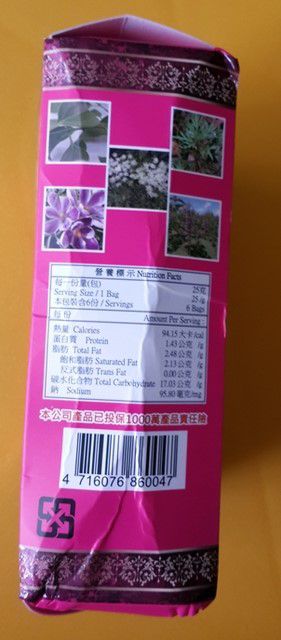 營養標示 Nutrition Facts
每一份量(包) 25克
Serving Size / 1 Bag 25 /g
本包裝含6份 / Servings 6 Bags
每份 Amount Per Serving :
熱量 Calories 94.15 大卡/cal
蛋白質 Protein 1.43 公克 /g
脂肪 Total Fat 2.48 公克 /g
飽和脂肪 Saturated Fat 2.13 公克 /g
反式脂肪 Trans Fat 0.00 公克 /g
碳水化合物 Total Carbohydrate 17.03 公克 /g
鈉 Sodium 95.80 毫克/mg
本公司產品已投保1000萬產品責任險
4 716076 860047